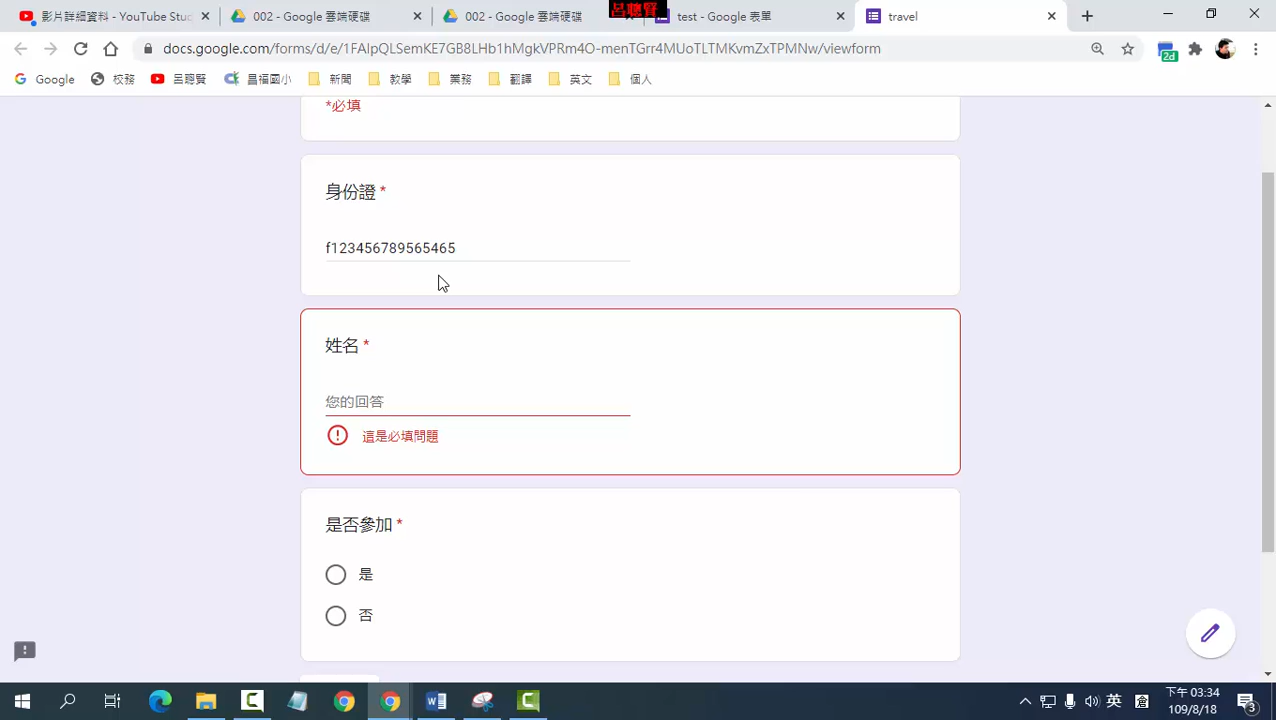 影片詳細資料 - YouTube 
001 - Google 雲端硬碟
002 - Google 雲端硬碟
呂聰賢
test - Google 表單
travel
docs.google.com/forms/d/e/1FAIpQLSemKE7GB8LHb1hMgkVPRm4O-menTGrr4MUoTLTMKvmZxTPMNw/viewform
2d
Google
校務
呂聰賢
昌福國小
新聞
教學
業務
翻譯
英文
個人
*必填
身份證 *
f123456789565465
姓名 *
您的回答
這是必填問題
是否參加 *
是
否
英
下午 03:34
109/8/18
3